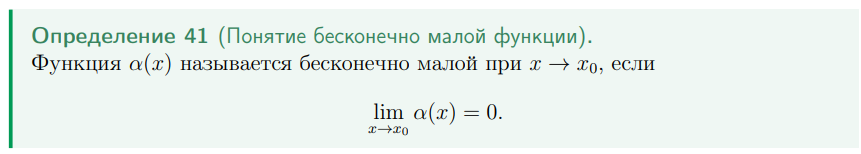 Определение 41 (Понятие бесконечно малой функции).
Функция α(x) называется бесконечно малой при x → x₀, если
lim α(x) = 0.
x→x₀